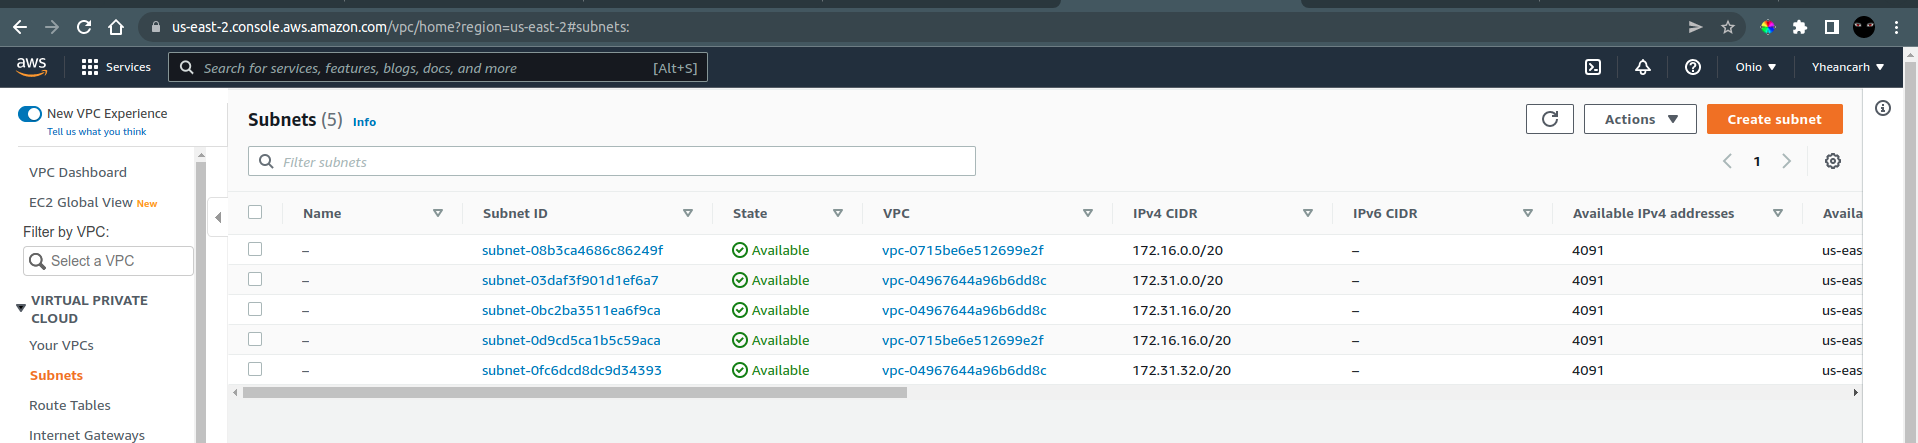 us-east-2.console.aws.amazon.com/vpc/home?region=us-east-2#subnets:
aws Services Search for services, features, blogs, docs, and more [Alt+S] Ohio Yheancarh
New VPC Experience
Tell us what you think
VPC Dashboard
EC2 Global View New
Filter by VPC:
Select a VPC
VIRTUAL PRIVATE
CLOUD
Your VPCs
Subnets
Route Tables
Internet Gateways
Subnets (5) Info Actions Create subnet
Filter subnets 1
Name Subnet ID State VPC IPv4 CIDR IPv6 CIDR Available IPv4 addresses Availa
– subnet-08b3ca4686c86249f Available vpc-0715be6e512699e2f 172.16.0.0/20 – 4091 us-eas
– subnet-03daf3f901d1ef6a7 Available vpc-04967644a96b6dd8c 172.31.0.0/20 – 4091 us-eas
– subnet-0bc2ba3511ea6f9ca Available vpc-04967644a96b6dd8c 172.31.16.0/20 – 4091 us-eas
– subnet-0d9cd5ca1b5c59aca Available vpc-0715be6e512699e2f 172.16.16.0/20 – 4091 us-eas
– subnet-0fc6dcd8dc9d34393 Available vpc-04967644a96b6dd8c 172.31.32.0/20 – 4091 us-eas